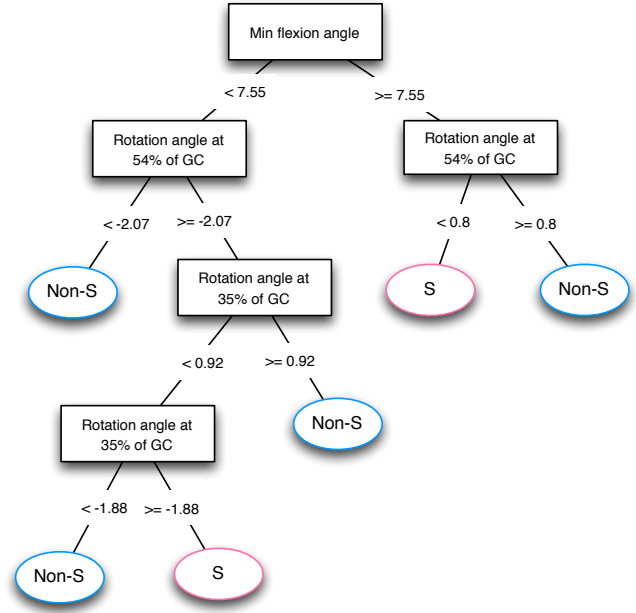 Min flexion angle
< 7.55
>= 7.55
Rotation angle at
54% of GC
Rotation angle at
54% of GC
< -2.07
>= -2.07
< 0.8
>= 0.8
Non-S
Rotation angle at
35% of GC
S
Non-S
< 0.92
>= 0.92
Rotation angle at
35% of GC
Non-S
< -1.88
>= -1.88
Non-S
S